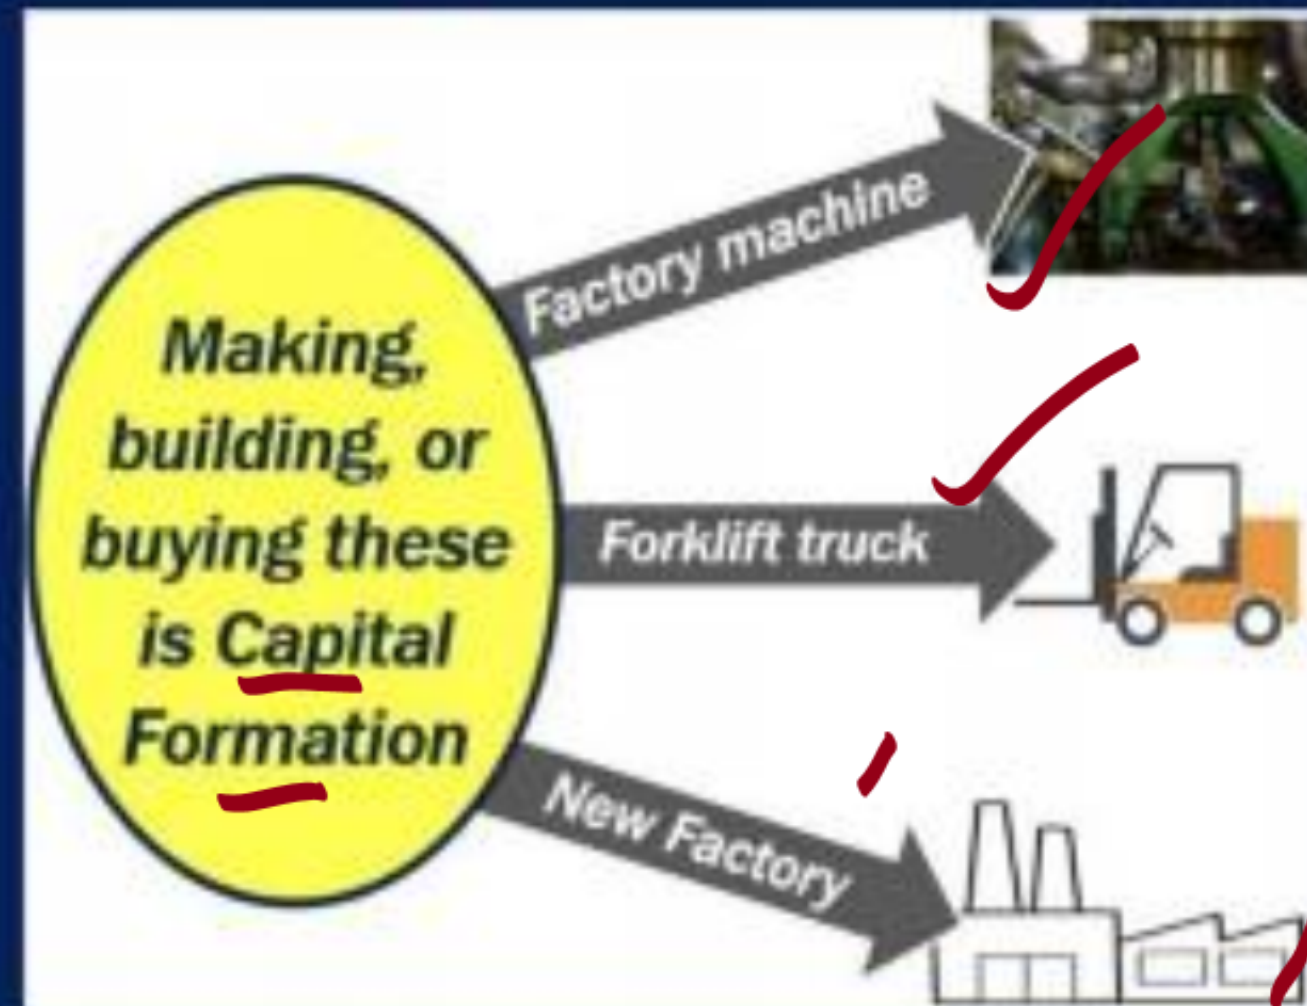 Making,
building, or
buying these
is Capital
Formation
Factory machine
Forklift truck
New Factory